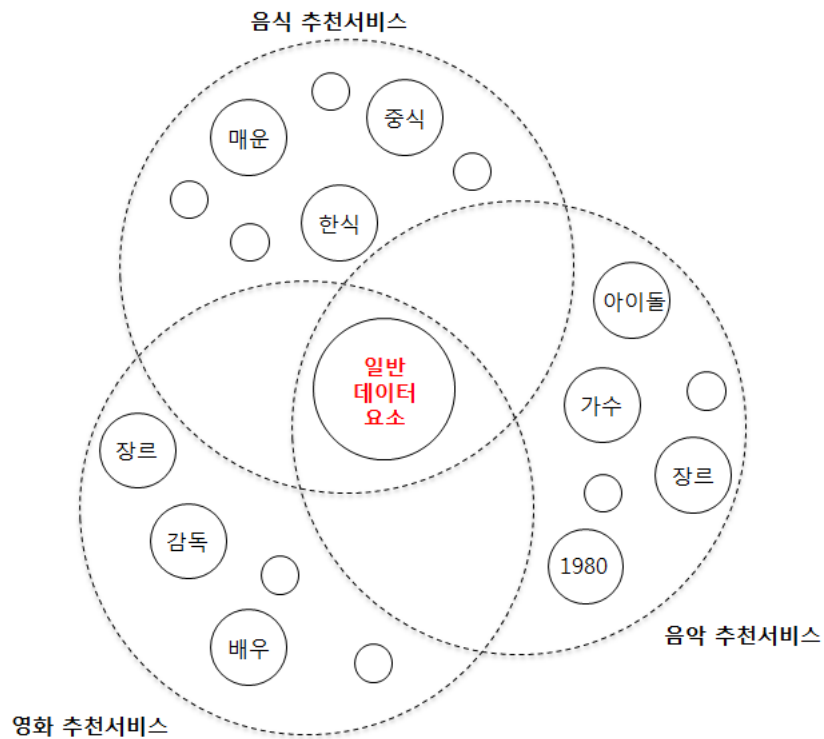 음식 추천서비스
매운
중식
한식
아이돌
일반
데이터
요소
가수
장르
장르
감독
1980
배우
음악 추천서비스
영화 추천서비스